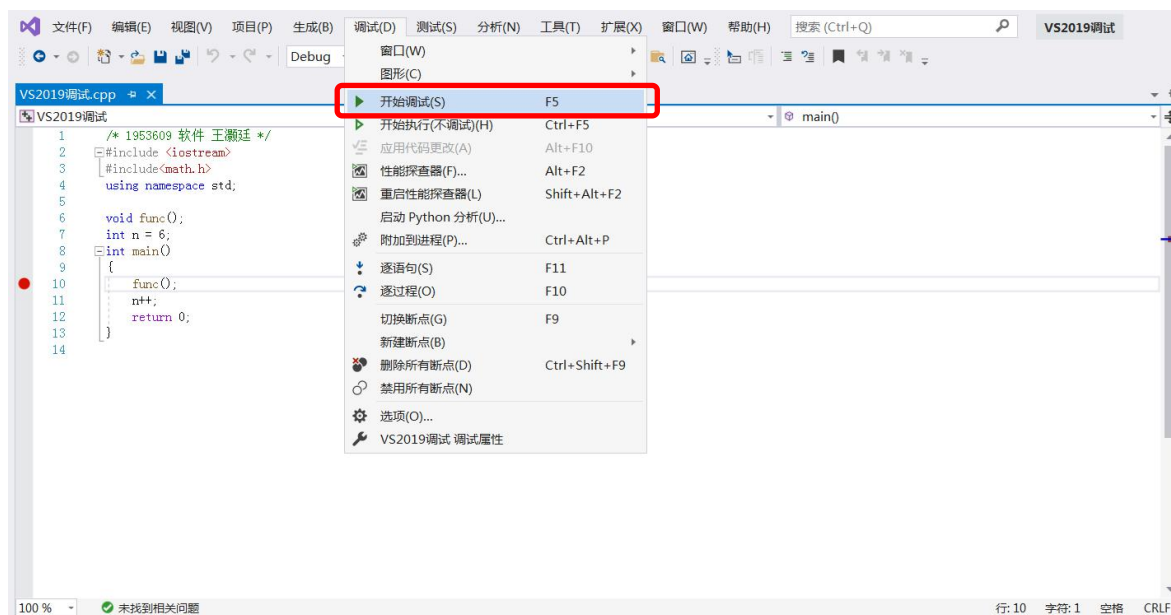 文件(F) 编辑(E) 视图(V) 项目(P) 生成(B) 调试(D) 测试(S) 分析(N) 工具(T) 扩展(X) 窗口(W) 帮助(H) 搜索 (Ctrl+Q) VS2019调试
Debug
VS2019调试.cpp
VS2019调试 main()
1 /* 1953609 软件 王灏廷 */
2 #include <iostream>
3 #include<math.h>
4 using namespace std;
5
6 void func();
7 int n = 6;
8 int main()
9 {
10 func();
11 n++;
12 return 0;
13 }
14
窗口(W)
图形(C)
开始调试(S) F5
开始执行(不调试)(H) Ctrl+F5
应用代码更改(A) Alt+F10
性能探查器(F)... Alt+F2
重启性能探查器(L) Shift+Alt+F2
启动 Python 分析(U)...
附加到进程(P)... Ctrl+Alt+P
逐语句(S) F11
逐过程(O) F10
切换断点(G) F9
新建断点(B)
删除所有断点(D) Ctrl+Shift+F9
禁用所有断点(N)
选项(O)...
VS2019调试 调试属性
100 % 未找到相关问题 行: 10 字符: 1 空格 CRLF